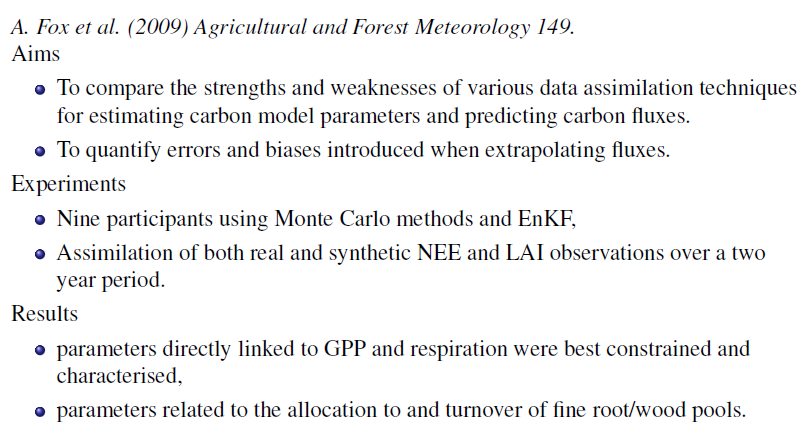 A. Fox et al. (2009) Agricultural and Forest Meteorology 149.
Aims
To compare the strengths and weaknesses of various data assimilation techniques
for estimating carbon model parameters and predicting carbon fluxes.
To quantify errors and biases introduced when extrapolating fluxes.
Experiments
Nine participants using Monte Carlo methods and EnKF,
Assimilation of both real and synthetic NEE and LAI observations over a two
year period.
Results
parameters directly linked to GPP and respiration were best constrained and
characterised,
parameters related to the allocation to and turnover of fine root/wood pools.